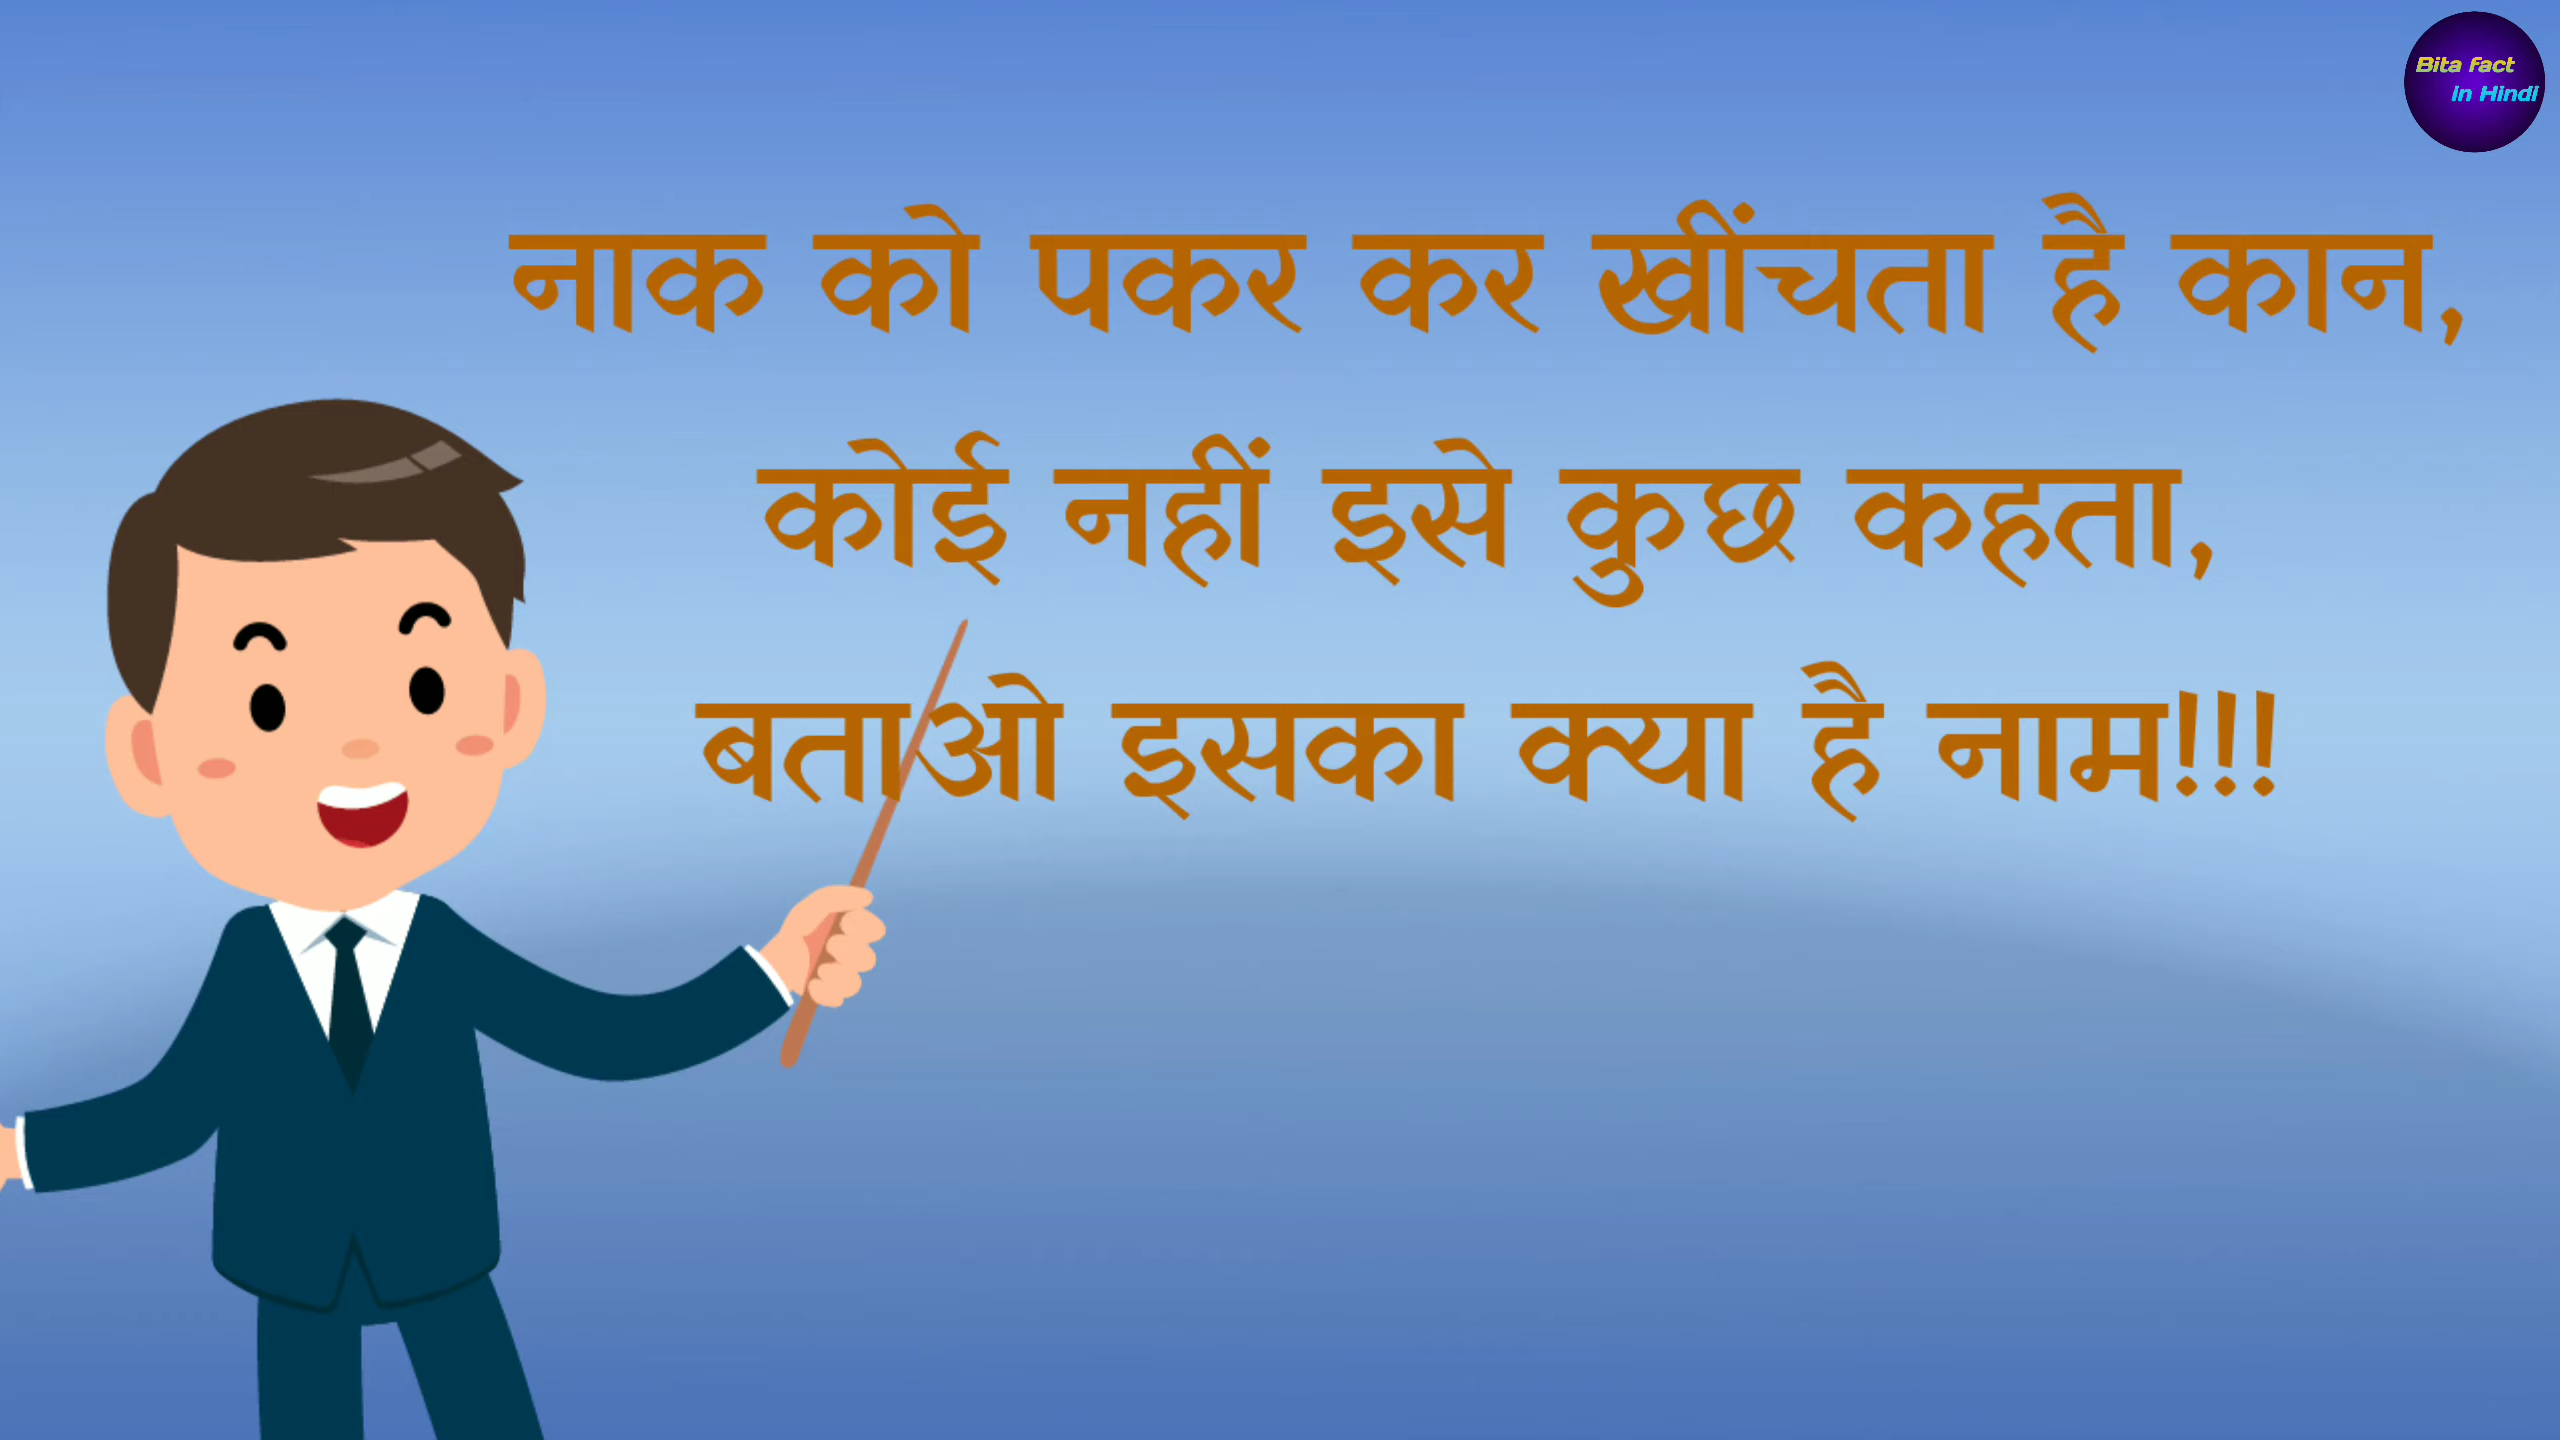 Bita fact
in Hindi
नाक को पकर कर खींचता है कान,
कोई नहीं इसे कुछ कहता,
बताओ इसका क्या है नाम!!!